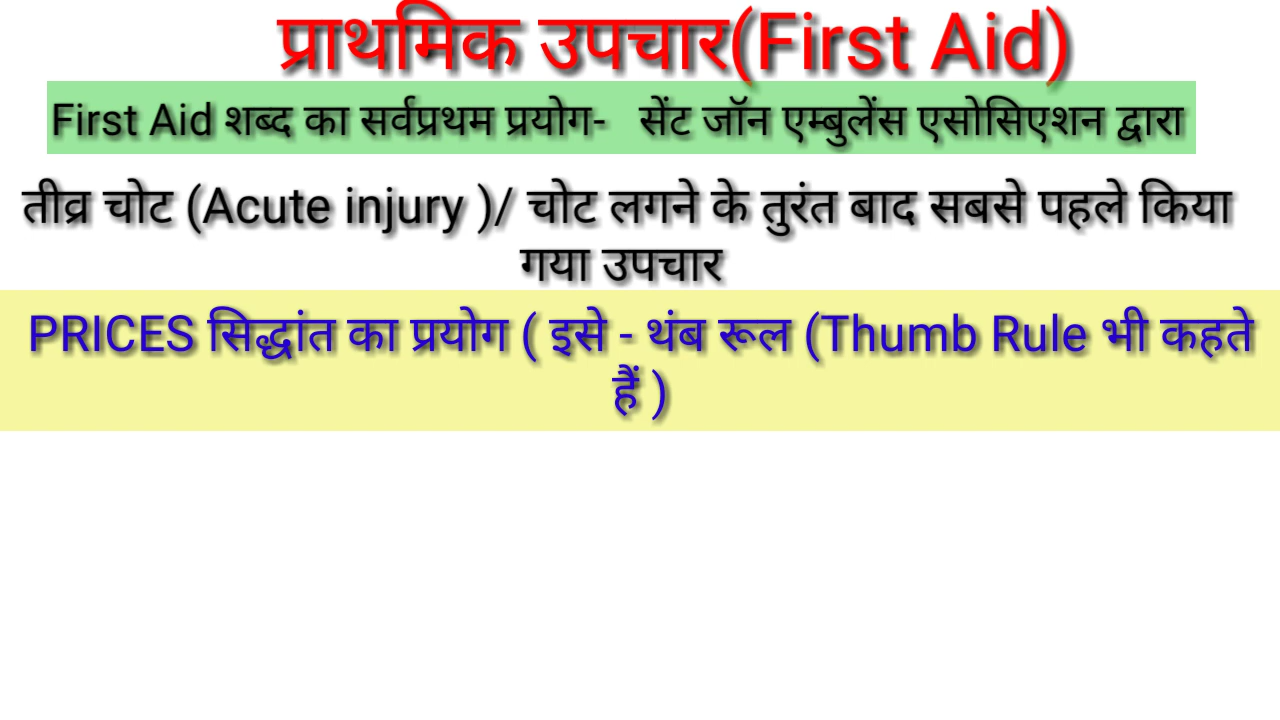 प्राथमिक उपचार(First Aid)
First Aid शब्द का सर्वप्रथम प्रयोग-   सेंट जॉन एम्बुलेंस एसोसिएशन द्वारा
तीव्र चोट (Acute injury )/ चोट लगने के तुरंत बाद सबसे पहले किया
गया उपचार
PRICES सिद्धांत का प्रयोग ( इसे - थंब रूल (Thumb Rule भी कहते
हैं )